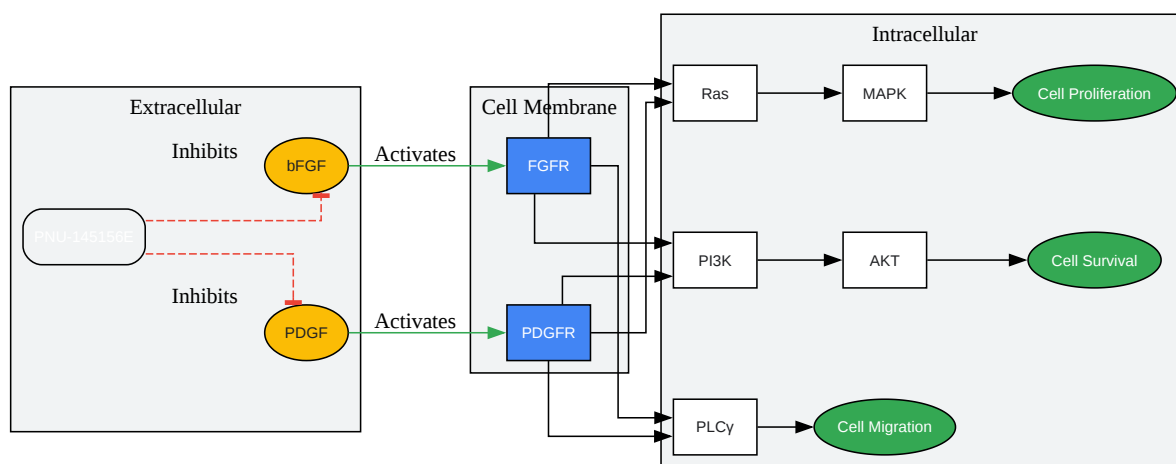 Extracellular
Inhibits
bFGF
Activates
PNU-145156E
Inhibits
PDGF
Activates
Cell Membrane
FGFR
PDGFR
Intracellular
Ras
MAPK
Cell Proliferation
PI3K
AKT
Cell Survival
PLCγ
Cell Migration